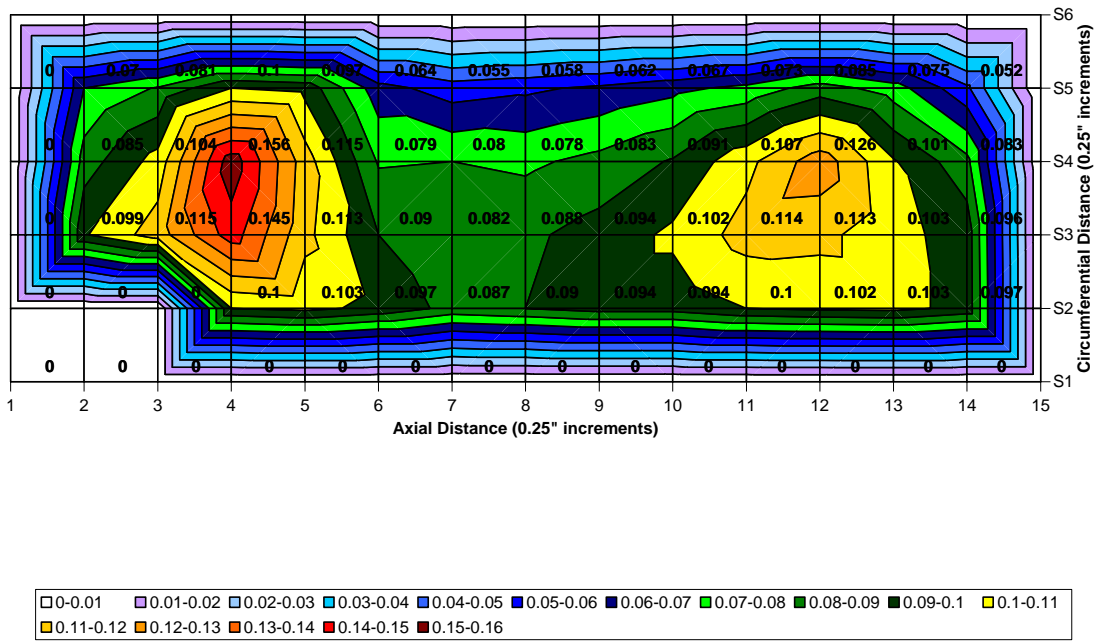 S6
0 0.07 0.081 0.1 0.097 0.064 0.055 0.058 0.062 0.067 0.073 0.085 0.075 0.052
S5
0 0.085 0.104 0.156 0.115 0.079 0.08 0.078 0.083 0.091 0.107 0.126 0.101 0.083
S4
0 0.099 0.115 0.145 0.113 0.09 0.082 0.088 0.094 0.102 0.114 0.113 0.103 0.096
S3
0 0 0 0.1 0.103 0.097 0.087 0.09 0.094 0.094 0.1 0.102 0.103 0.097
S2
0 0 0 0 0 0 0 0 0 0 0 0 0 0
S1
Circumferential Distance (0.25" increments)
1 2 3 4 5 6 7 8 9 10 11 12 13 14 15
Axial Distance (0.25" increments)
0-0.01 0.01-0.02 0.02-0.03 0.03-0.04 0.04-0.05 0.05-0.06 0.06-0.07 0.07-0.08 0.08-0.09 0.09-0.1 0.1-0.11
0.11-0.12 0.12-0.13 0.13-0.14 0.14-0.15 0.15-0.16